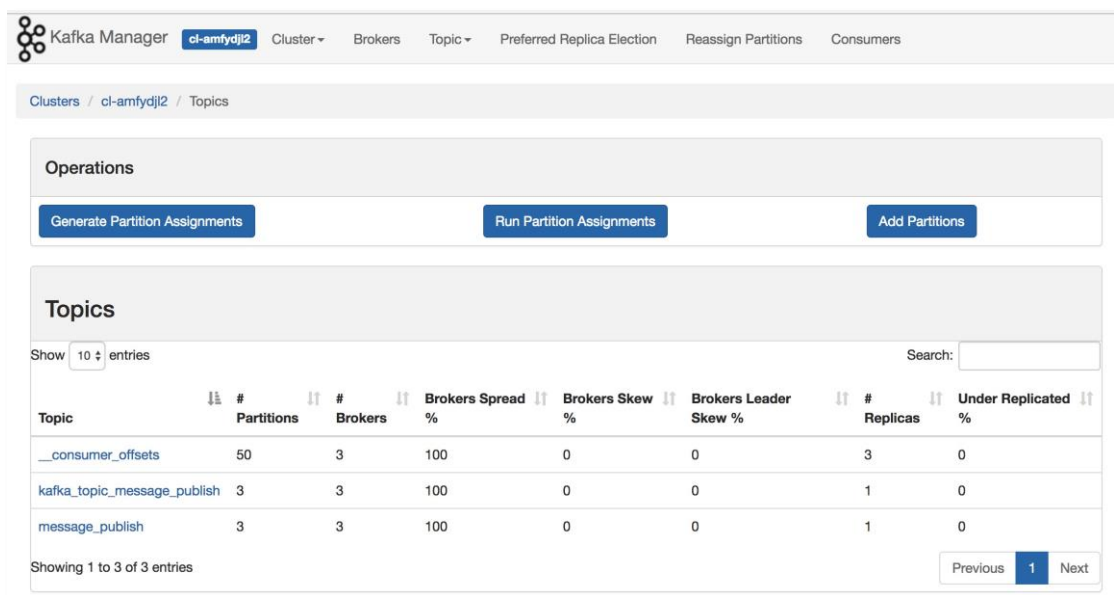 Kafka Manager cl-amfydjl2 Cluster Brokers Topic Preferred Replica Election Reassign Partitions Consumers
Clusters / cl-amfydjl2 / Topics
Operations
Generate Partition Assignments Run Partition Assignments Add Partitions
Topics
Show 10 entries Search:
Topic # Partitions # Brokers Brokers Spread % Brokers Skew % Brokers Leader Skew % # Replicas Under Replicated %
__consumer_offsets 50 3 100 0 0 3 0
kafka_topic_message_publish 3 3 100 0 0 1 0
message_publish 3 3 100 0 0 1 0
Showing 1 to 3 of 3 entries Previous 1 Next